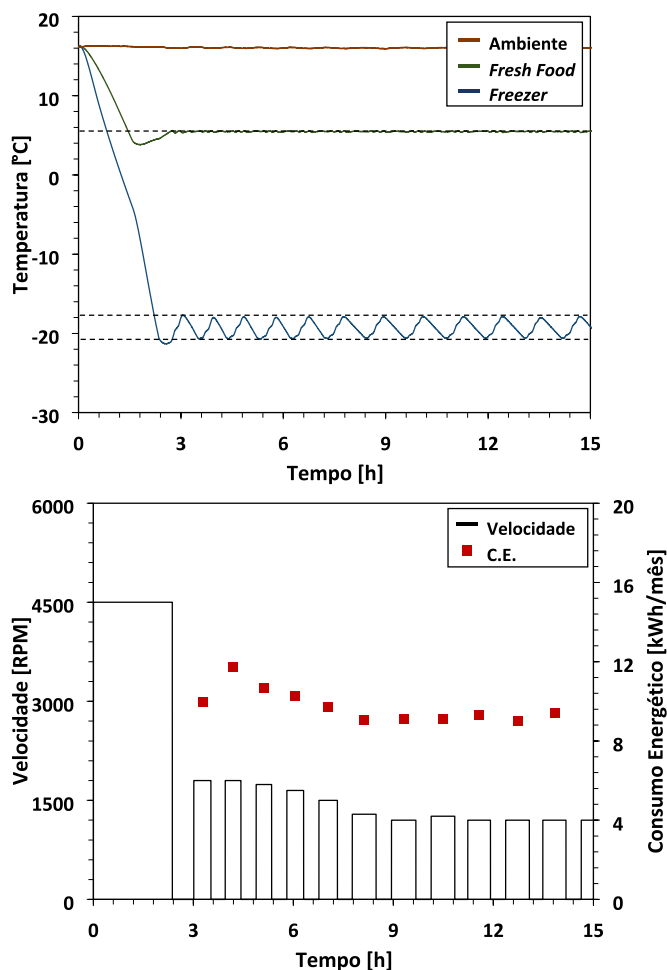 20
10
0
-10
-20
-30
Temperatura [°C]
Ambiente
Fresh Food
Freezer
0 3 6 9 12 15
Tempo [h]
6000
4500
3000
1500
0
Velocidade [RPM]
Velocidade
C.E.
20
16
12
8
4
0
Consumo Energético [kWh/mês]
0 3 6 9 12 15
Tempo [h]